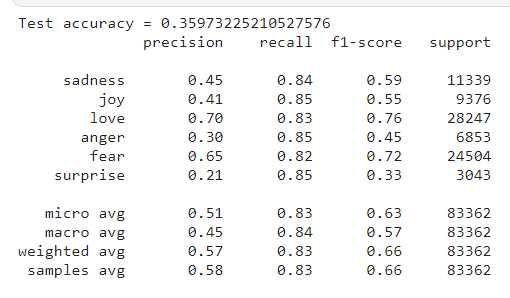 Test accuracy = 0.35973225210527576
precision recall f1-score support
sadness 0.45 0.84 0.59 11339
joy 0.41 0.85 0.55 9376
love 0.70 0.83 0.76 28247
anger 0.30 0.85 0.45 6853
fear 0.65 0.82 0.72 24504
surprise 0.21 0.85 0.33 3043
micro avg 0.51 0.83 0.63 83362
macro avg 0.45 0.84 0.57 83362
weighted avg 0.57 0.83 0.66 83362
samples avg 0.58 0.83 0.66 83362